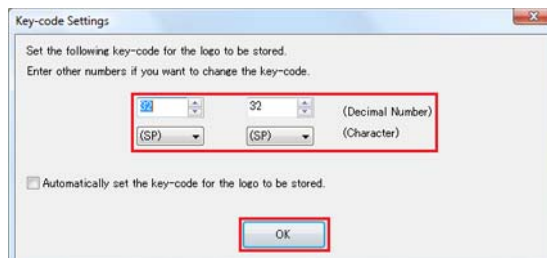 Key-code Settings
Set the following key-code for the logo to be stored.
Enter other numbers if you want to change the key-code.
32 32 (Decimal Number)
(SP) (SP) (Character)
Automatically set the key-code for the logo to be stored.
OK